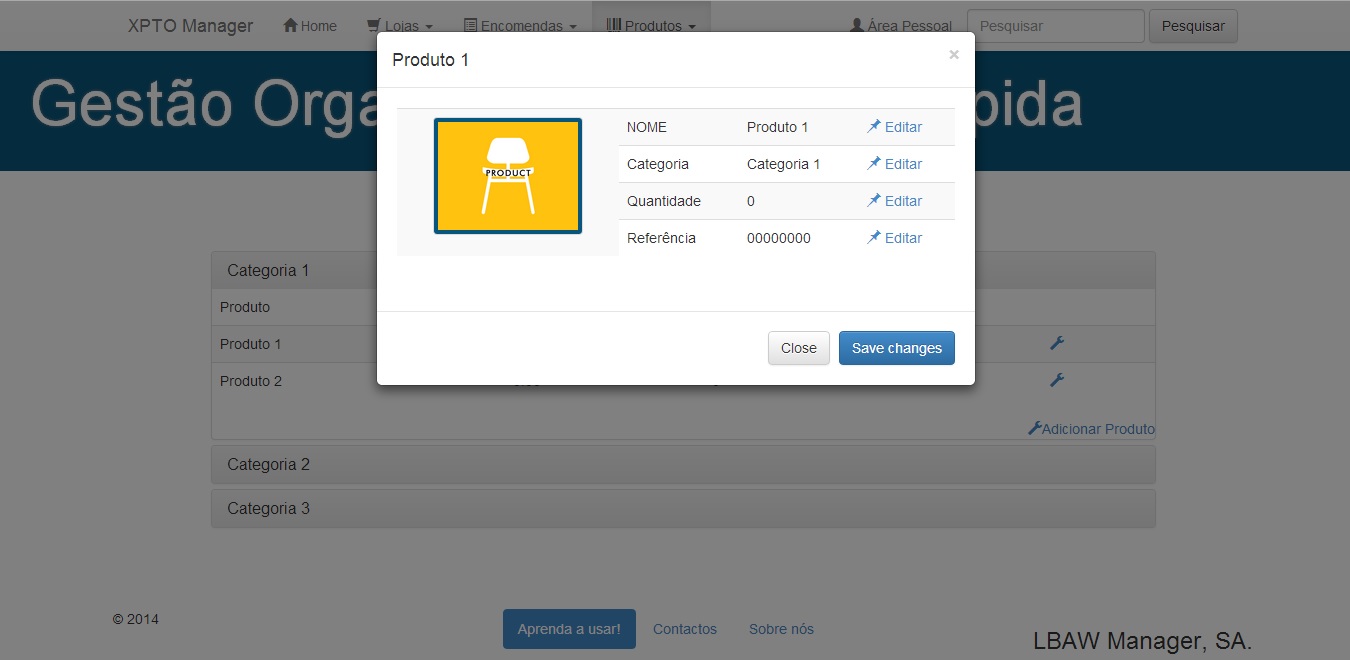 XPTO Manager Home Lojas Encomendas Produtos Área Pessoal Pesquisar Pesquisar
Gestão Orga pida
Produto 1 ×
PRODUCT
NOME Produto 1 Editar
Categoria Categoria 1 Editar
Quantidade 0 Editar
Referência 00000000 Editar
Close Save changes
Categoria 1
Produto
Produto 1
Produto 2
Adicionar Produto
Categoria 2
Categoria 3
© 2014 Aprenda a usar! Contactos Sobre nós
LBAW Manager, SA.